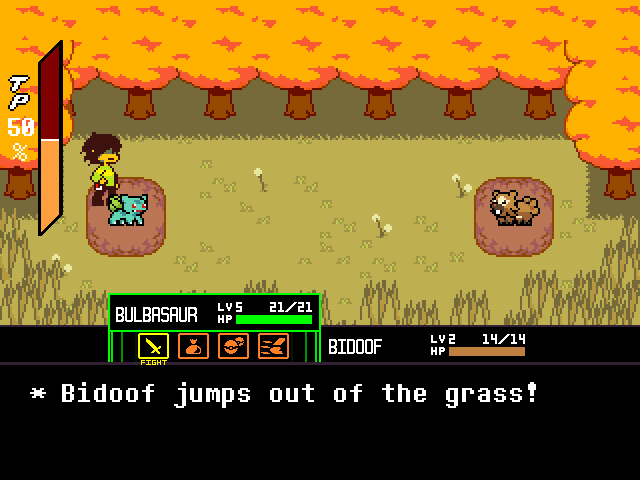 TP
50
%
BULBASAUR LV5 21/21
HP
FIGHT
BIDOOF LV2 14/14
HP
* Bidoof jumps out of the grass!